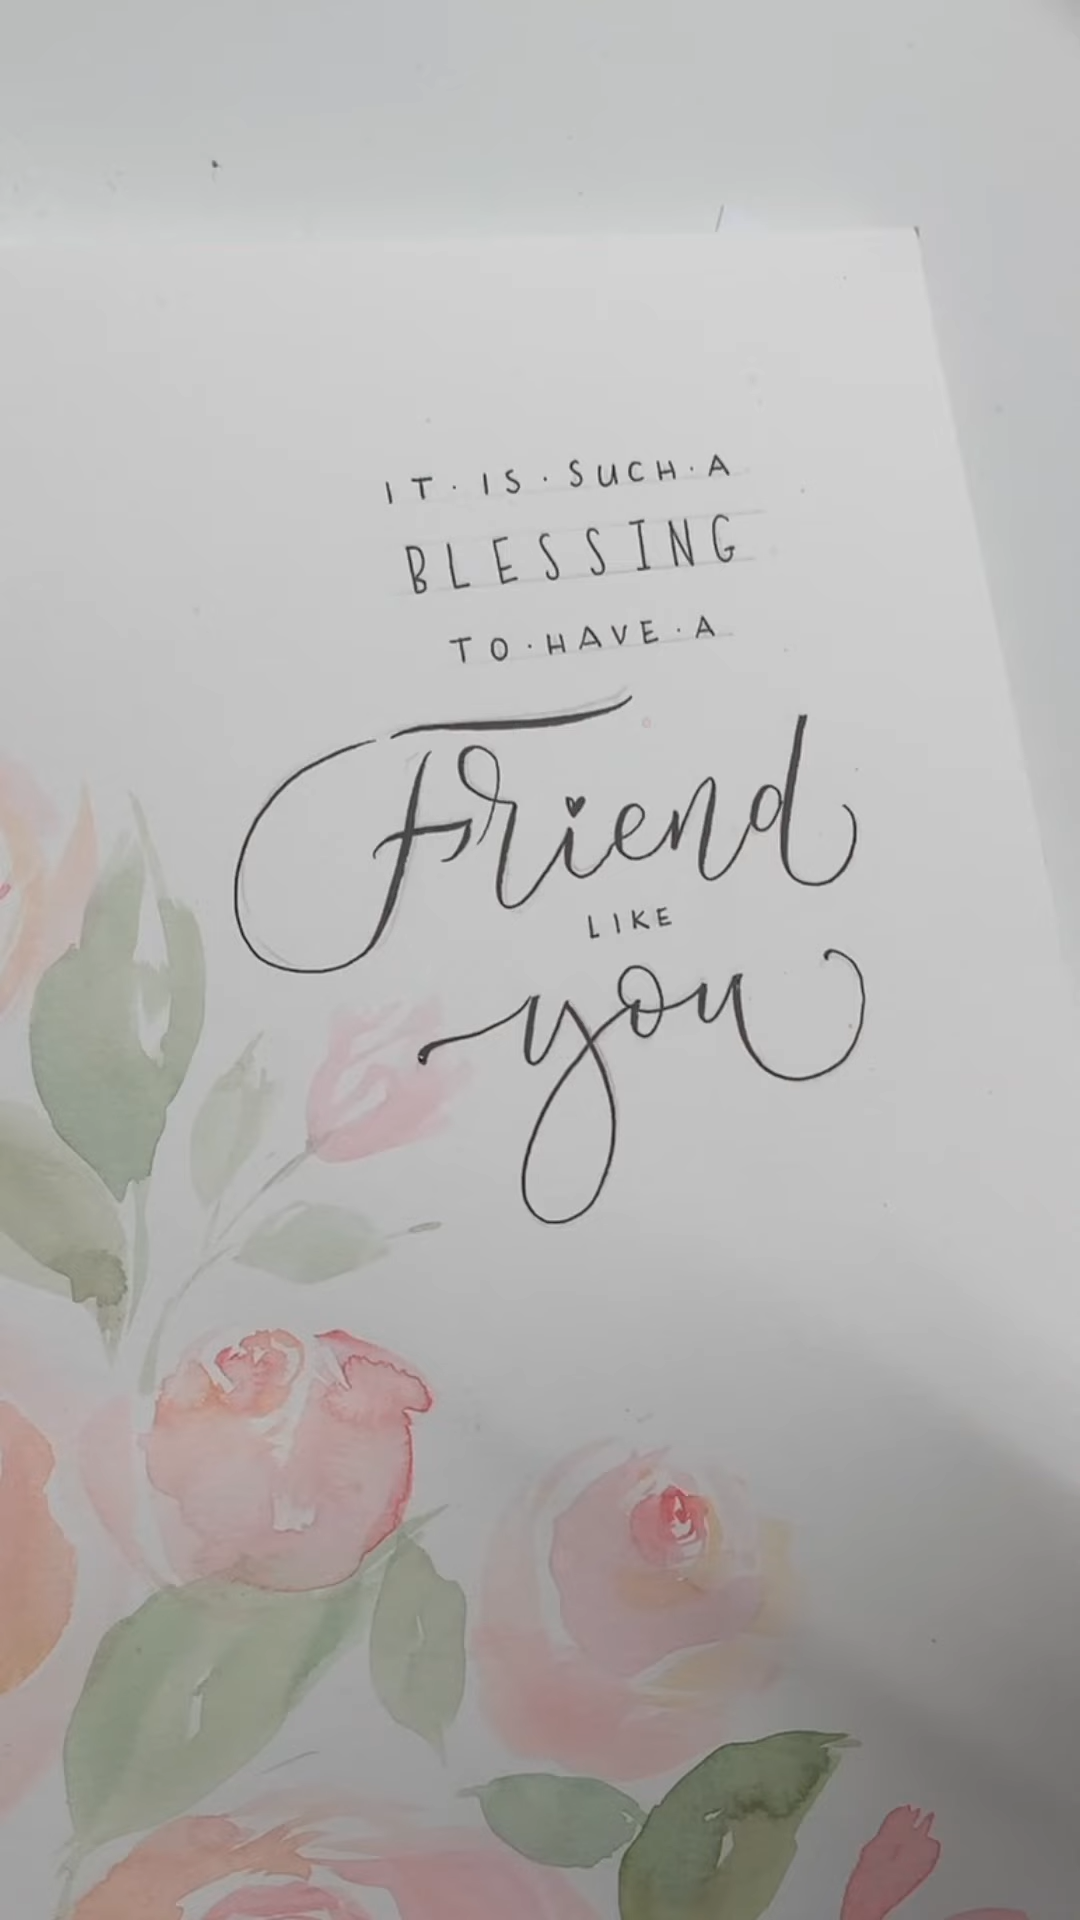 IT · IS · SUCH · A
BLESSING
TO · HAVE · A
Friend
LIKE
you